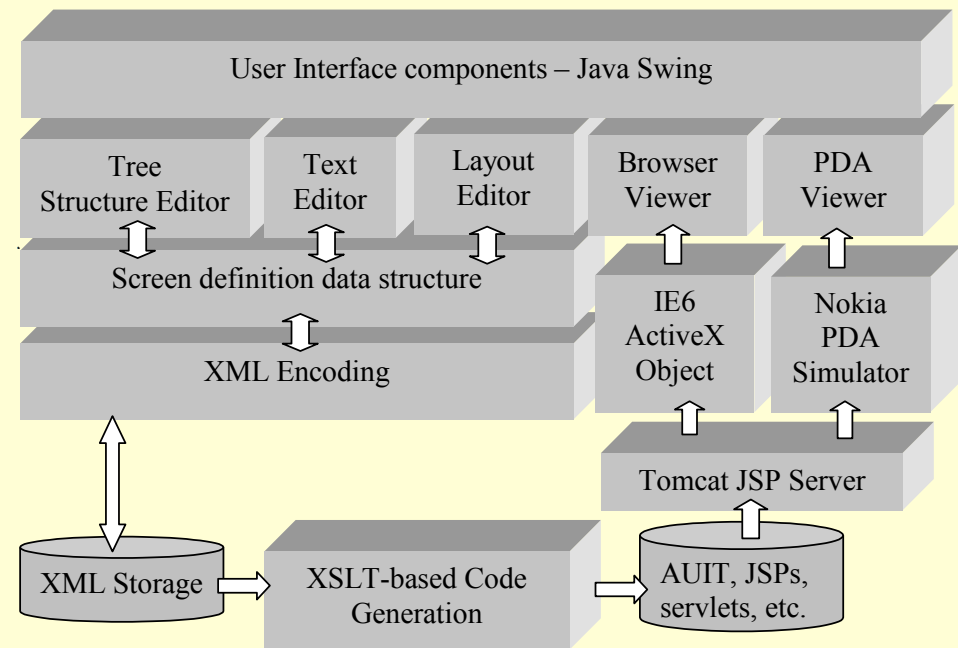 User Interface components – Java Swing
Tree
Structure Editor
Text
Editor
Layout
Editor
Browser
Viewer
PDA
Viewer
Screen definition data structure
XML Encoding
IE6
ActiveX
Object
Nokia
PDA
Simulator
Tomcat JSP Server
XML Storage
XSLT-based Code
Generation
AUIT, JSPs,
servlets, etc.